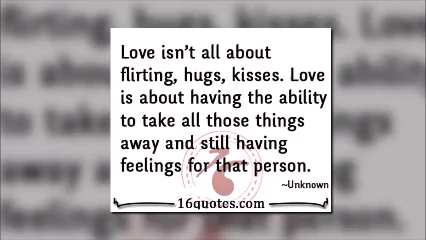 Love isn't all about
flirting, hugs, kisses. Love
is about having the ability
to take all those things
away and still having
feelings for that person.
~Unknown
16quotes.com